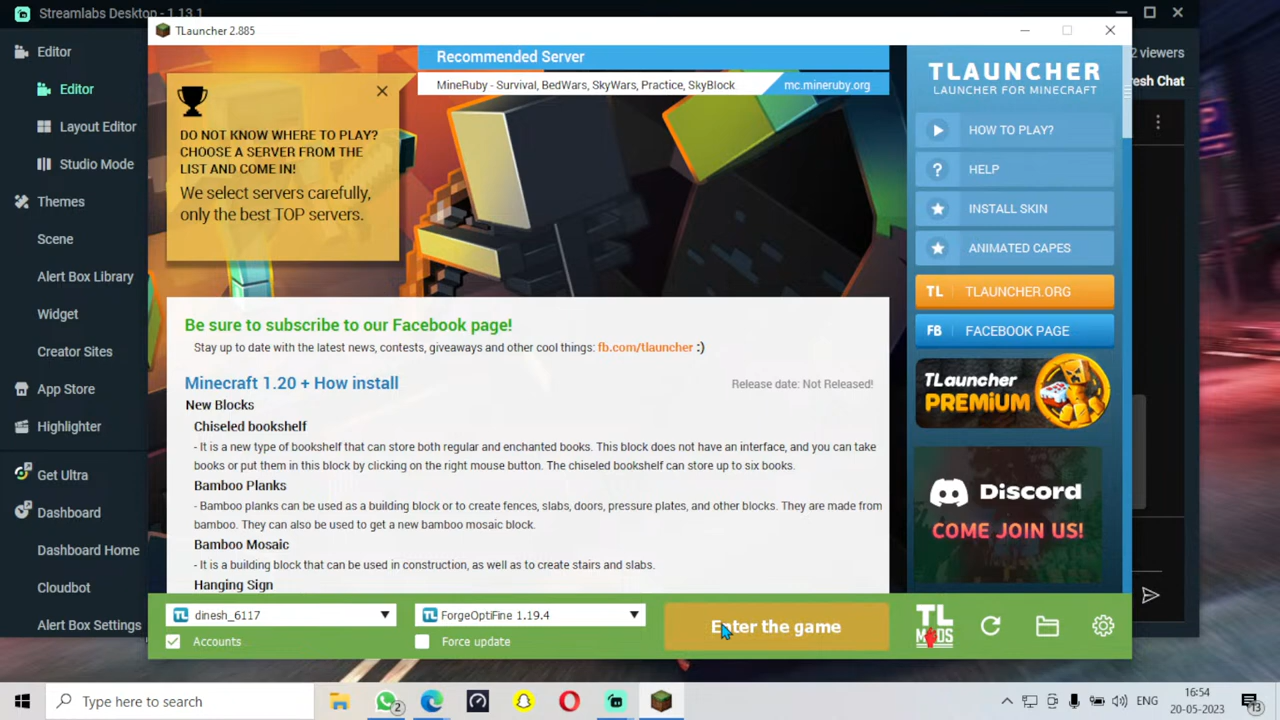 Streamlabs Desktop - 1.13.1
TLauncher 2.885
Editor
Editor
Layout Editor
Studio Mode
Themes
Scene
Alert Box Library
Widget
Creator Sites
App Store
Highlighter
Get Ultra
Dashboard
Dashboard Home
Cloudbot
Alert Box Settings
DO NOT KNOW WHERE TO PLAY?
CHOOSE A SERVER FROM THE
LIST AND COME IN!
We select servers carefully,
only the best TOP servers.
Recommended Server
MineRuby - Survival, BedWars, SkyWars, Practice, SkyBlock
mc.mineruby.org
Be sure to subscribe to our Facebook page!
Stay up to date with the latest news, contests, giveaways and other cool things: fb.com/tlauncher :)
Minecraft 1.20 + How install
Release date: Not Released!
New Blocks
Chiseled bookshelf
- It is a new type of bookshelf that can store both regular and enchanted books. This block does not have an interface, and you can take
books or put them in this block by clicking on the right mouse button. The chiseled bookshelf can store up to six books.
Bamboo Planks
- Bamboo planks can be used as a building block or to create fences, slabs, doors, pressure plates, and other blocks. They are made from
bamboo. They can also be used to get a new bamboo mosaic block.
Bamboo Mosaic
- It is a building block that can be used in construction, as well as to create stairs and slabs.
Hanging Sign
TLAUNCHER
LAUNCHER FOR MINECRAFT
HOW TO PLAY?
? HELP
INSTALL SKIN
ANIMATED CAPES
TL TLAUNCHER.ORG
FB FACEBOOK PAGE
TLauncher
PREMiUM
Discord
COME JOIN US!
2 viewers
fresh Chat
TL dinesh_6117
Accounts
TL ForgeOptiFine 1.19.4
Force update
Enter the game
TL
MODS
Type here to search
2
ENG
16:54
20-05-2023
13